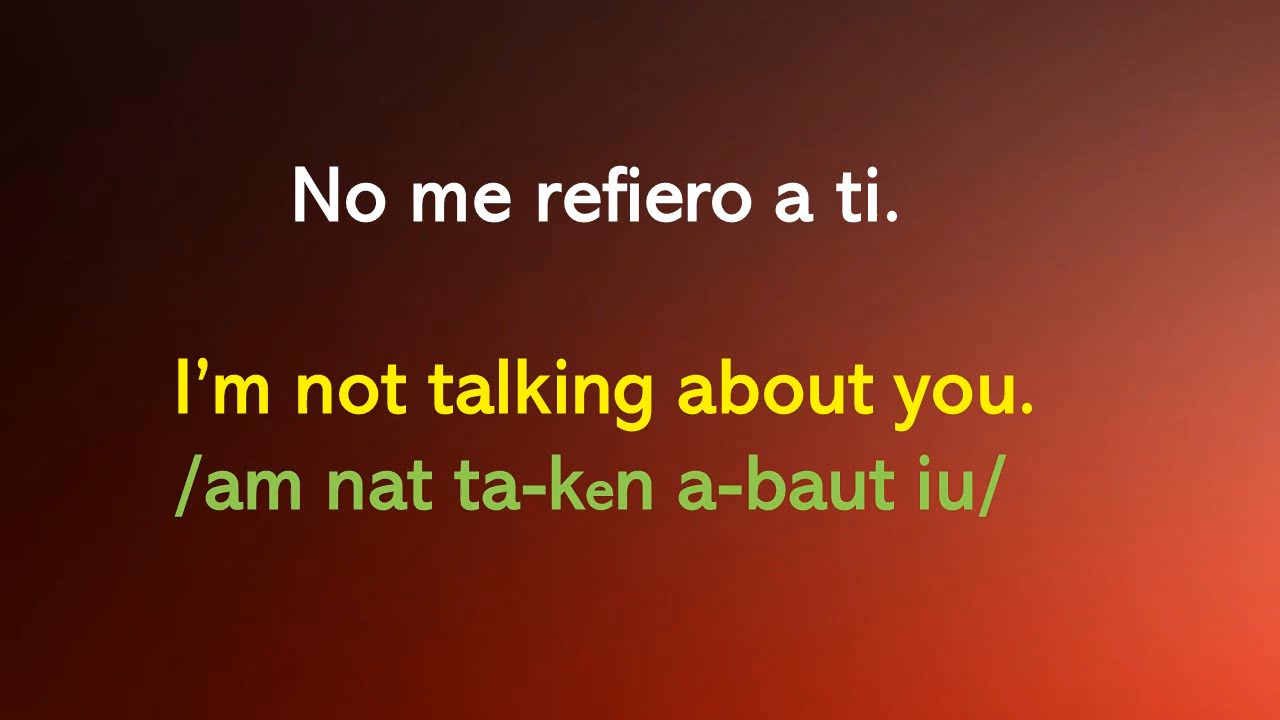 No me refiero a ti.
I'm not talking about you.
/am nat ta-ken a-baut iu/